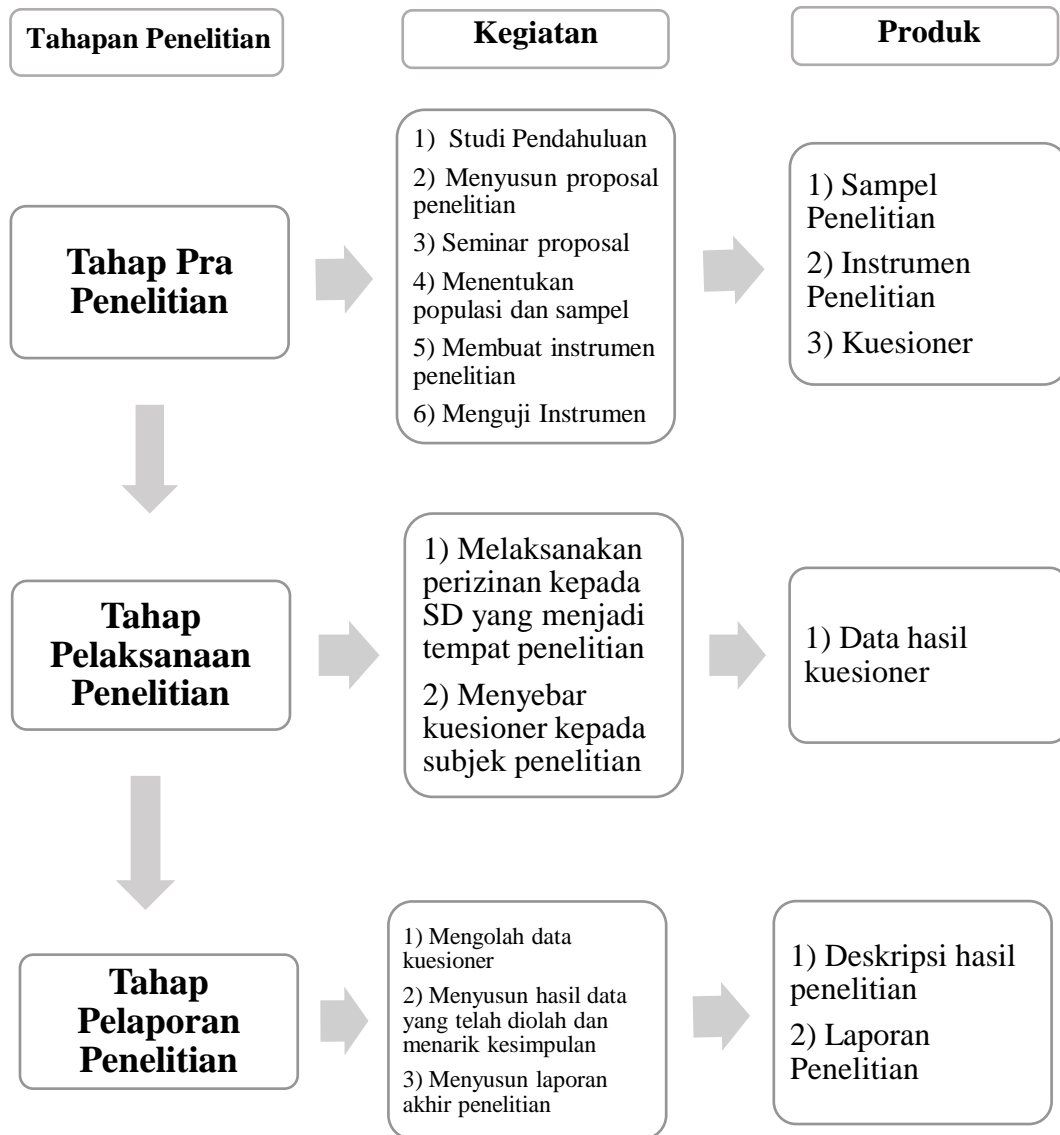 Tahapan Penelitian
Kegiatan
Produk
Tahap Pra
Penelitian
1) Studi Pendahuluan
2) Menyusun proposal
penelitian
3) Seminar proposal
4) Menentukan
populasi dan sampel
5) Membuat instrumen
penelitian
6) Menguji Instrumen
1) Sampel
Penelitian
2) Instrumen
Penelitian
3) Kuesioner
Tahap
Pelaksanaan
Penelitian
1) Melaksanakan
perizinan kepada
SD yang menjadi
tempat penelitian
2) Menyebar
kuesioner kepada
subjek penelitian
1) Data hasil
kuesioner
Tahap
Pelaporan
Penelitian
1) Mengolah data
kuesioner
2) Menyusun hasil data
yang telah diolah dan
menarik kesimpulan
3) Menyusun laporan
akhir penelitian
1) Deskripsi hasil
penelitian
2) Laporan
Penelitian